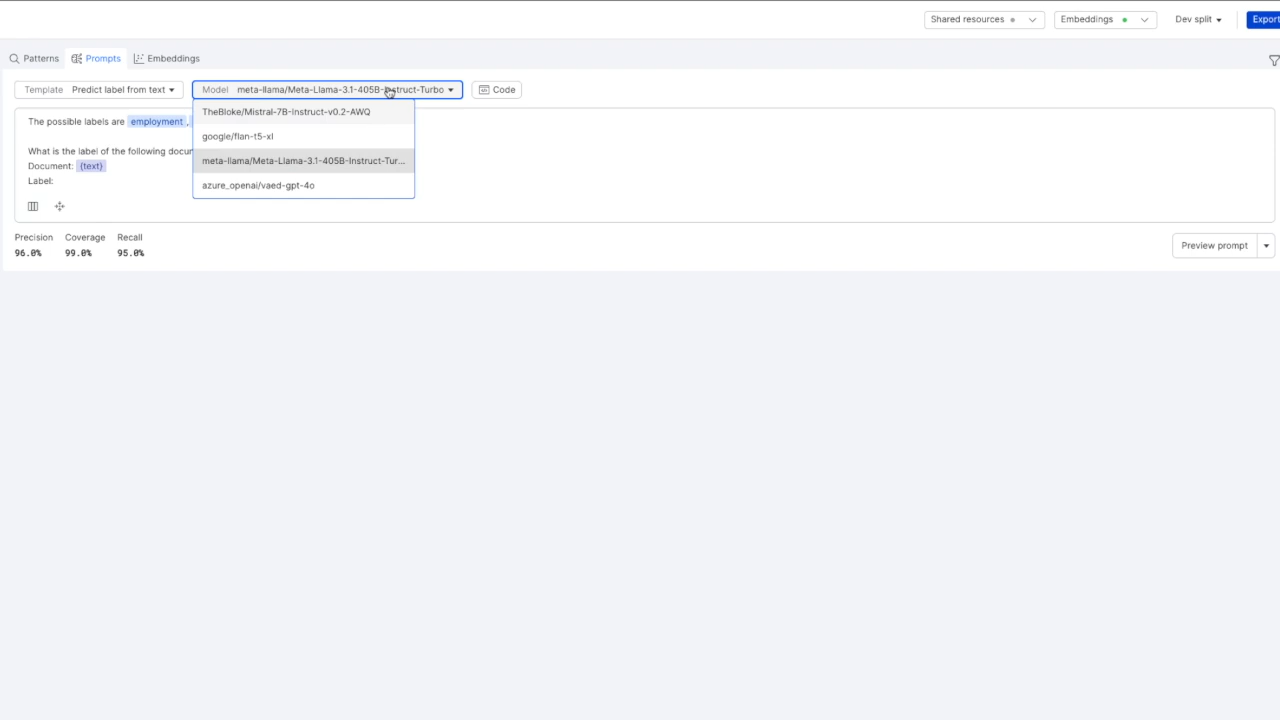 Shared resources
Embeddings
Dev split
Export
Patterns
Prompts
Embeddings
Template Predict label from text
Model meta-llama/Meta-Llama-3.1-405B-Instruct-Turbo
Code
TheBloke/Mistral-7B-Instruct-v0.2-AWQ
google/flan-t5-xl
meta-llama/Meta-Llama-3.1-405B-Instruct-Tur...
azure_openai/vaed-gpt-4o
The possible labels are employment ,
What is the label of the following docum
Document: {text}
Label:
Precision Coverage Recall
96.0% 99.0% 95.0%
Preview prompt